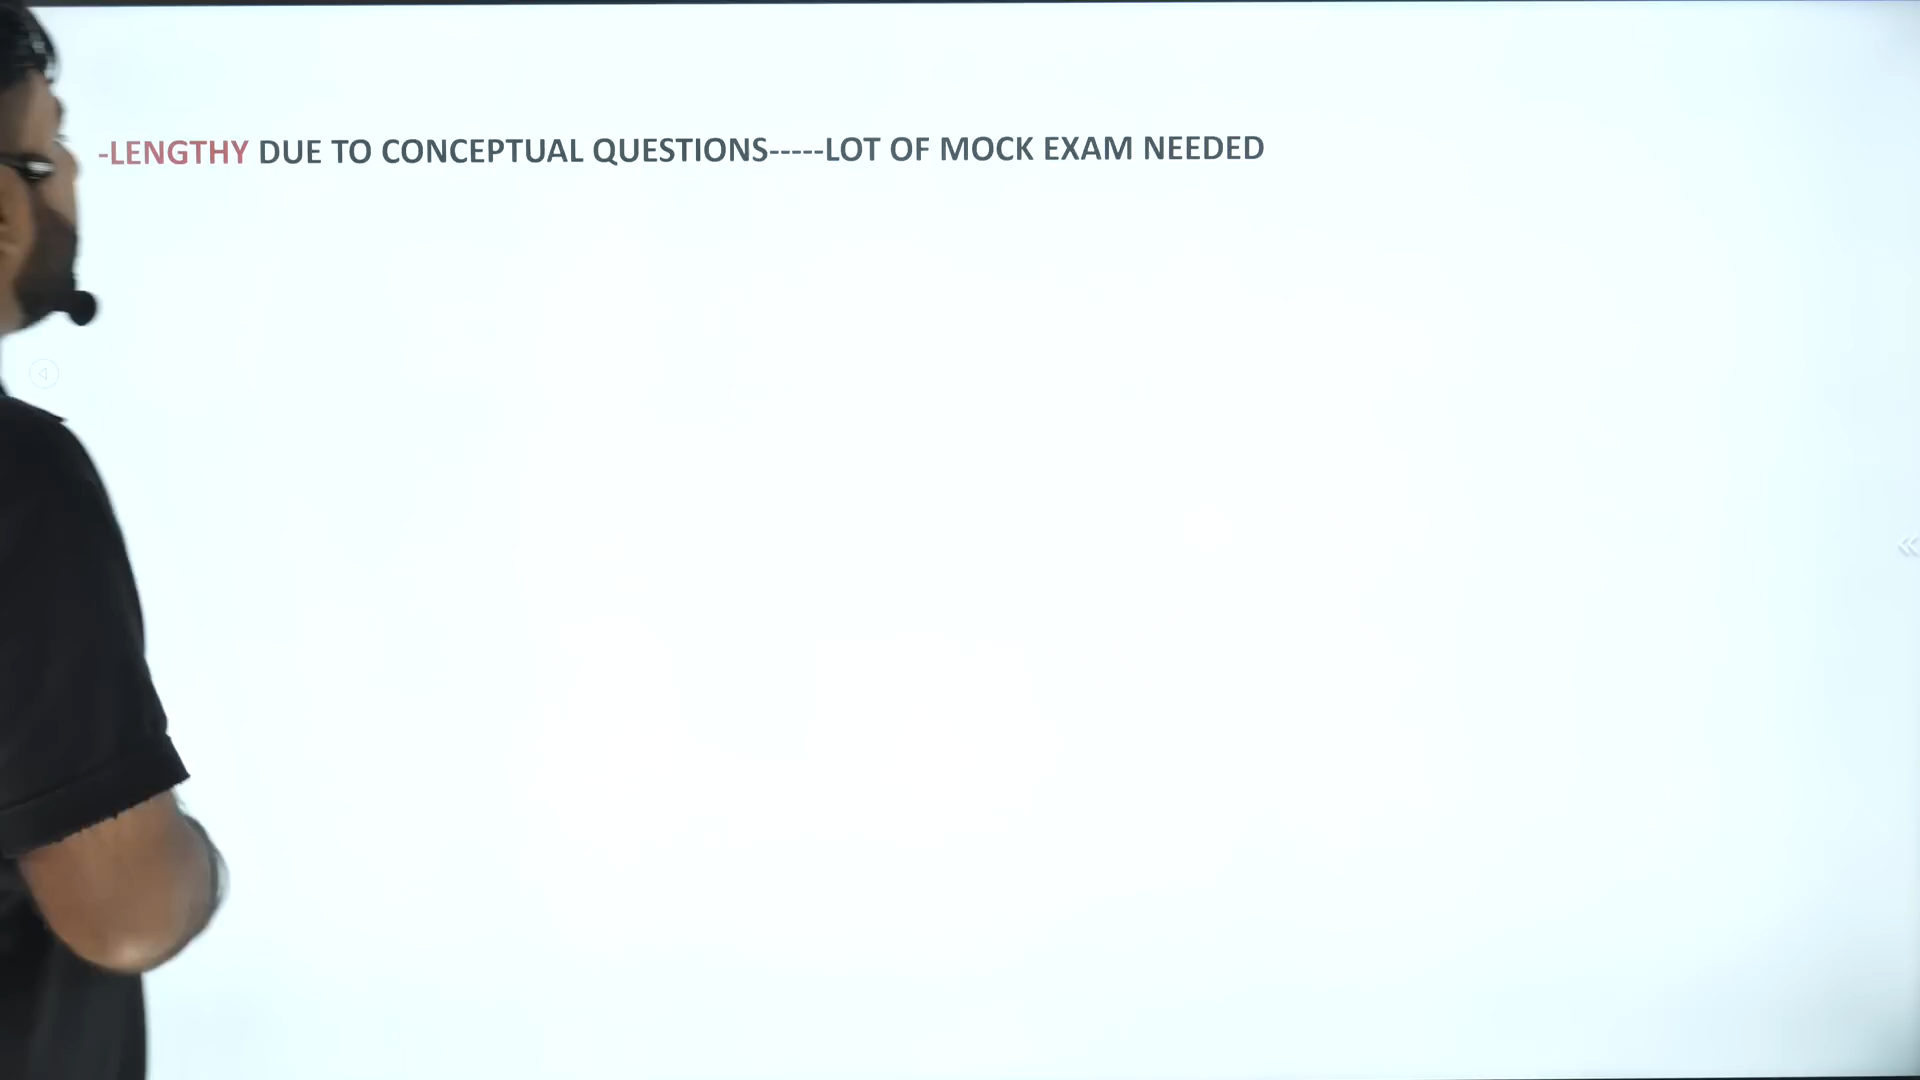 -LENGTHY DUE TO CONCEPTUAL QUESTIONS-----LOT OF MOCK EXAM NEEDED